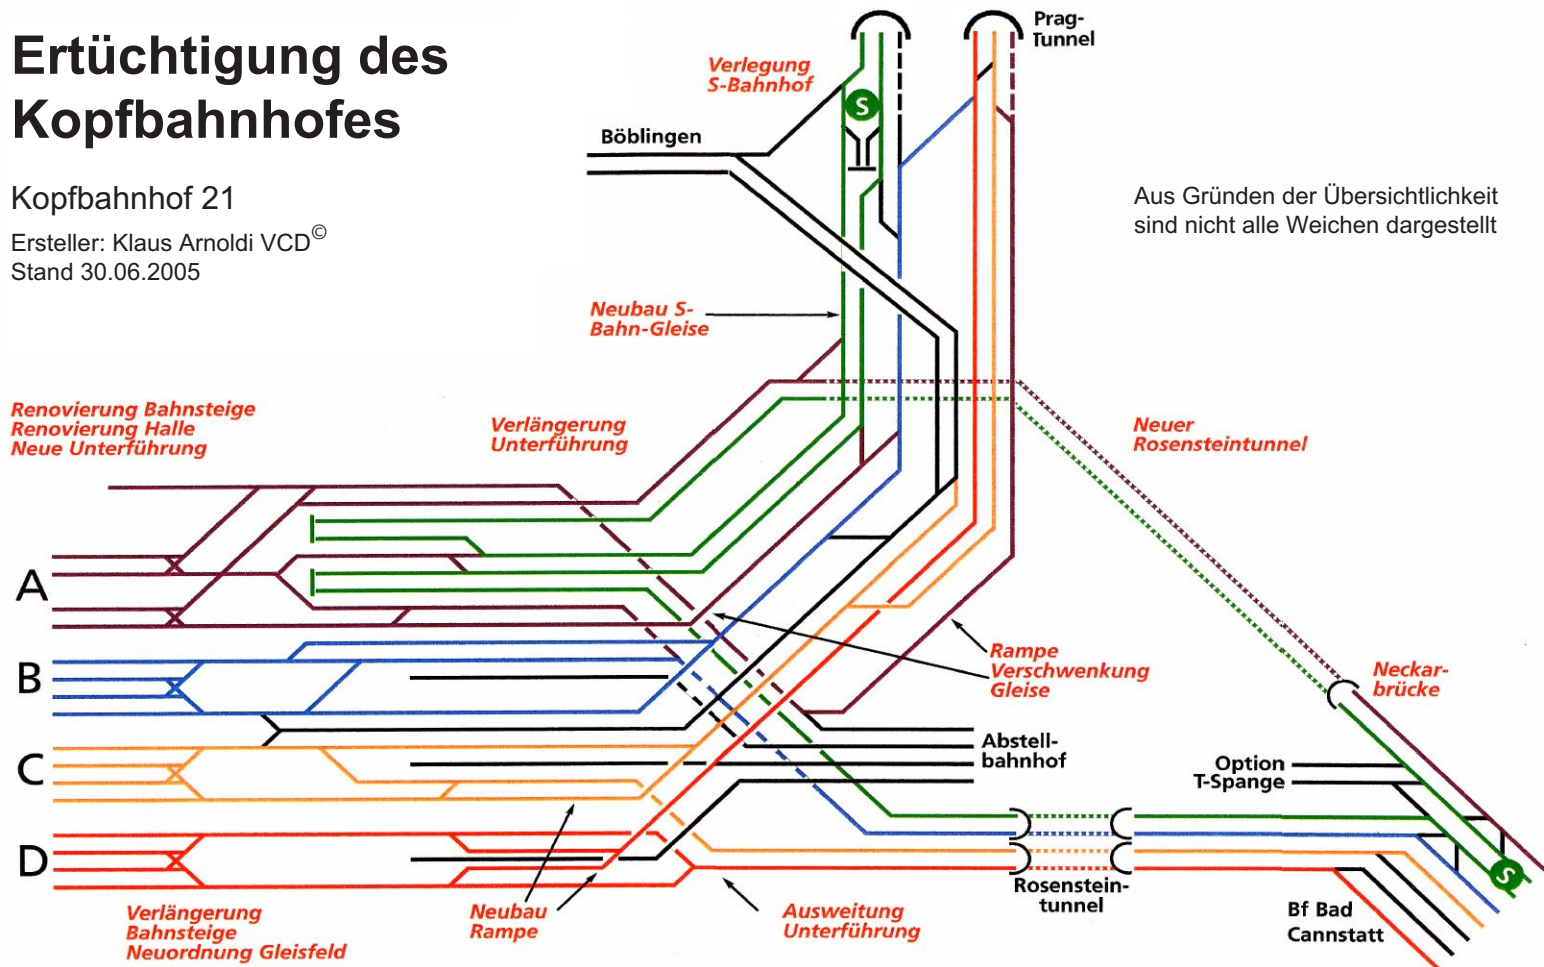 Ertüchtigung des
Kopfbahnhofes
Kopfbahnhof 21
Ersteller: Klaus Arnoldi VCD©
Stand 30.06.2005
Prag-
Tunnel
Verlegung
S-Bahnhof
S
Böblingen
Aus Gründen der Übersichtlichkeit
sind nicht alle Weichen dargestellt
Neubau S-
Bahn-Gleise
Renovierung Bahnsteige
Renovierung Halle
Neue Unterführung
Verlängerung
Unterführung
Neuer
Rosensteintunnel
A
B
C
D
Rampe
Verschwenkung
Gleise
Neckar-
brücke
Abstell-
bahnhof
Option
T-Spange
S
Rosenstein-
tunnel
Bf Bad
Cannstatt
Verlängerung
Bahnsteige
Neuordnung Gleisfeld
Neubau
Rampe
Ausweitung
Unterführung